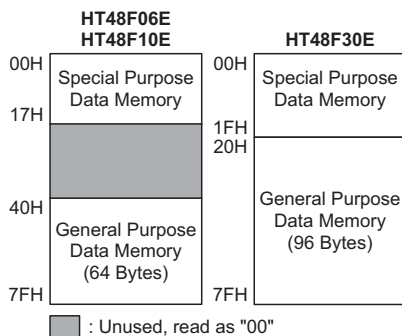 HT48F06E
HT48F10E
00H
Special Purpose
Data Memory
17H
40H
General Purpose
Data Memory
(64 Bytes)
7FH
HT48F30E
00H
Special Purpose
Data Memory
1FH
20H
General Purpose
Data Memory
(96 Bytes)
7FH
: Unused, read as "00"